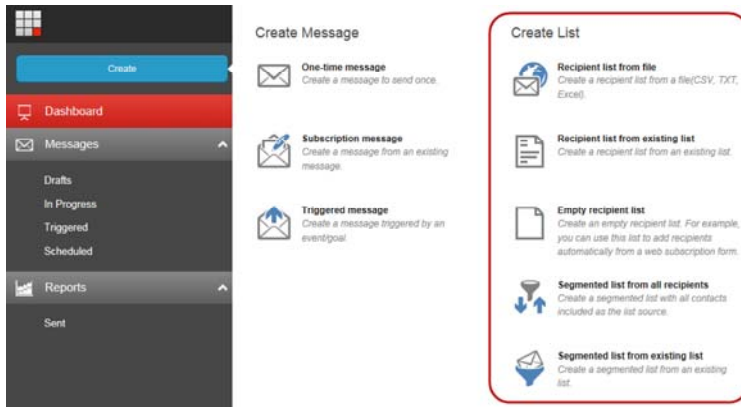 Create
Dashboard
Messages
Drafts
In Progress
Triggered
Scheduled
Reports
Sent
Create Message
One-time message
Create a message to send once.
Subscription message
Create a message from an existing
message.
Triggered message
Create a message triggered by an
event/goal.
Create List
Recipient list from file
Create a recipient list from a file(CSV, TXT,
Excel).
Recipient list from existing list
Create a recipient list from an existing list.
Empty recipient list
Create an empty recipient list. For example,
you can use this list to add recipients
automatically from a web subscription form.
Segmented list from all recipients
Create a segmented list with all contacts
included as the list source.
Segmented list from existing list
Create a segmented list from an existing
list.